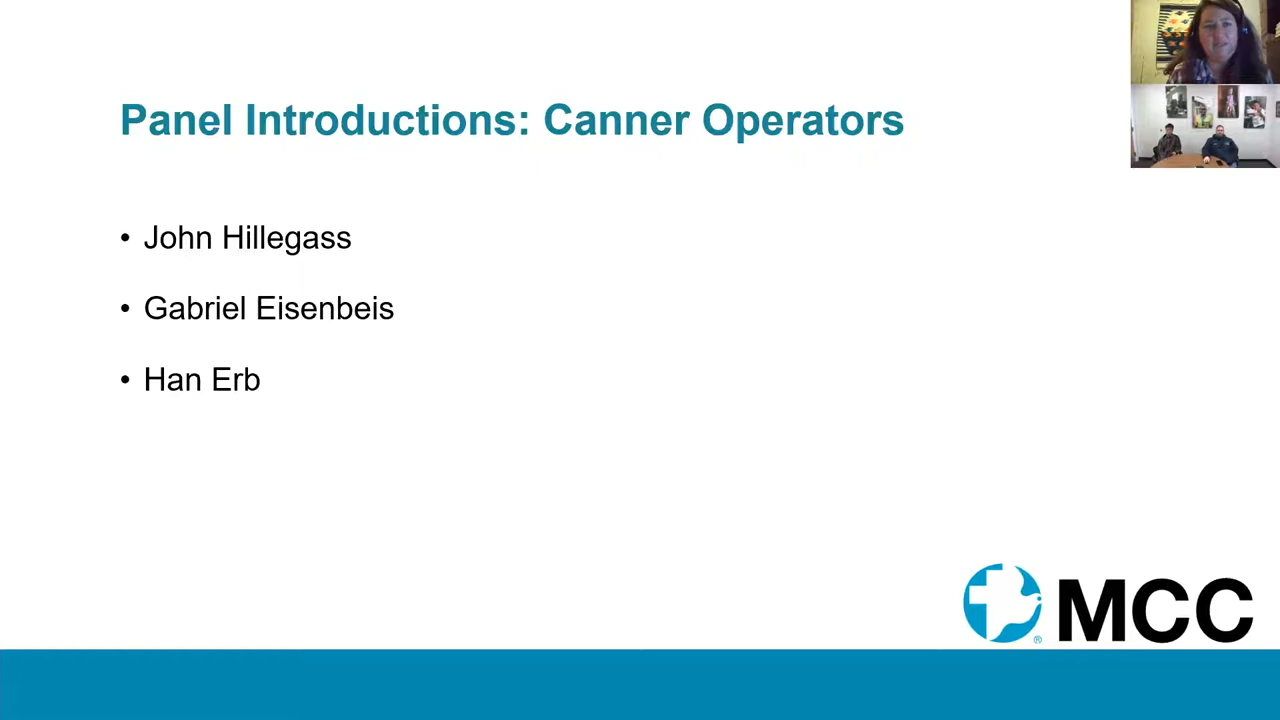 Panel Introductions: Canner Operators
• John Hillegass
• Gabriel Eisenbeis
• Han Erb
® MCC